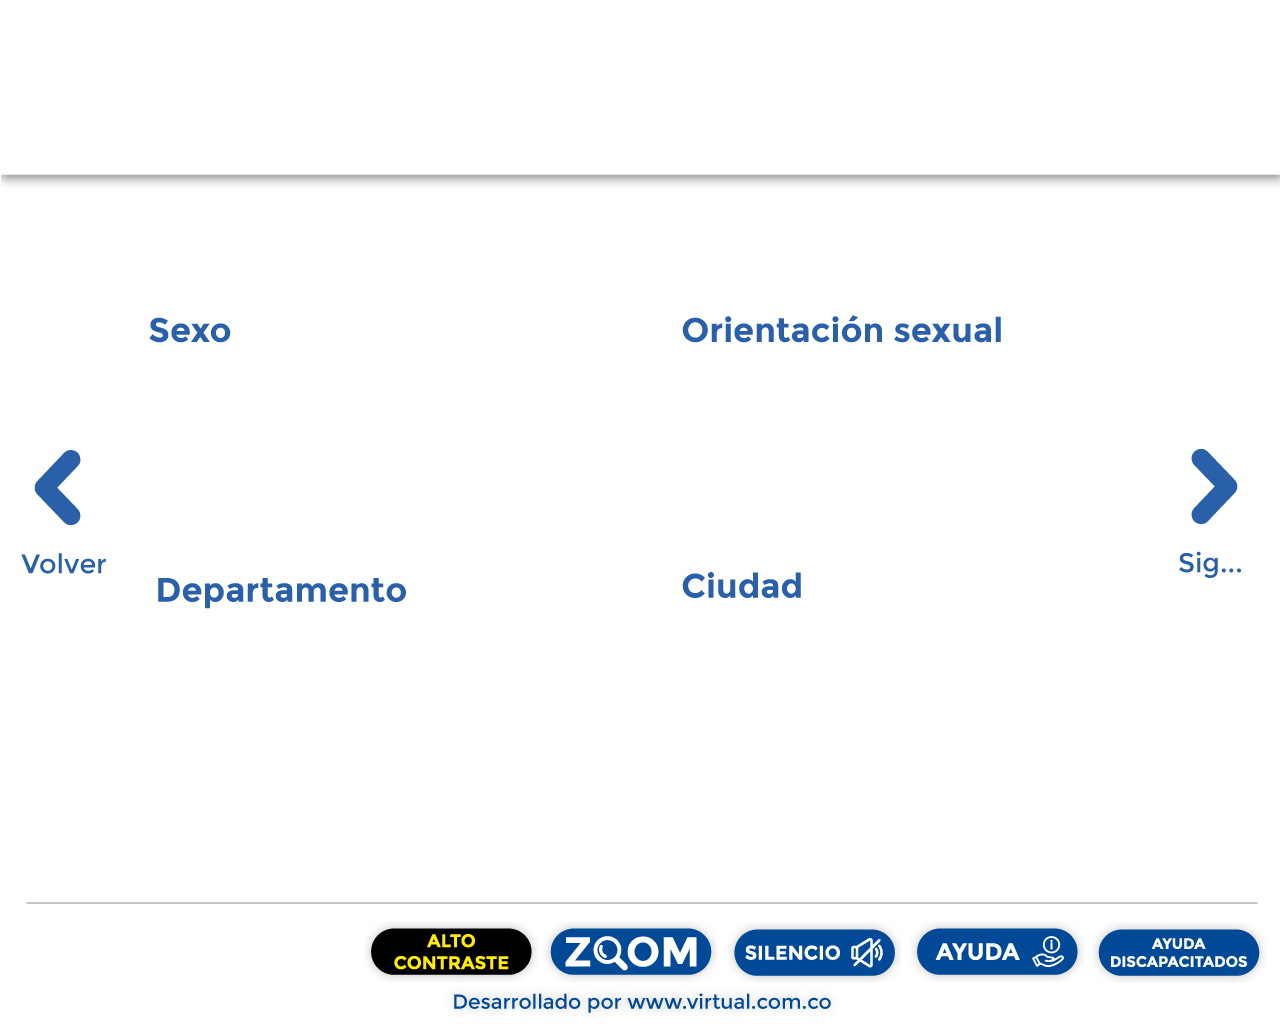 Sexo
Orientación sexual
Volver
Sig...
Departamento
Ciudad
ALTO
CONTRASTE
ZOOM
SILENCIO
AYUDA
AYUDA
DISCAPACITADOS
Desarrollado por www.virtual.com.co